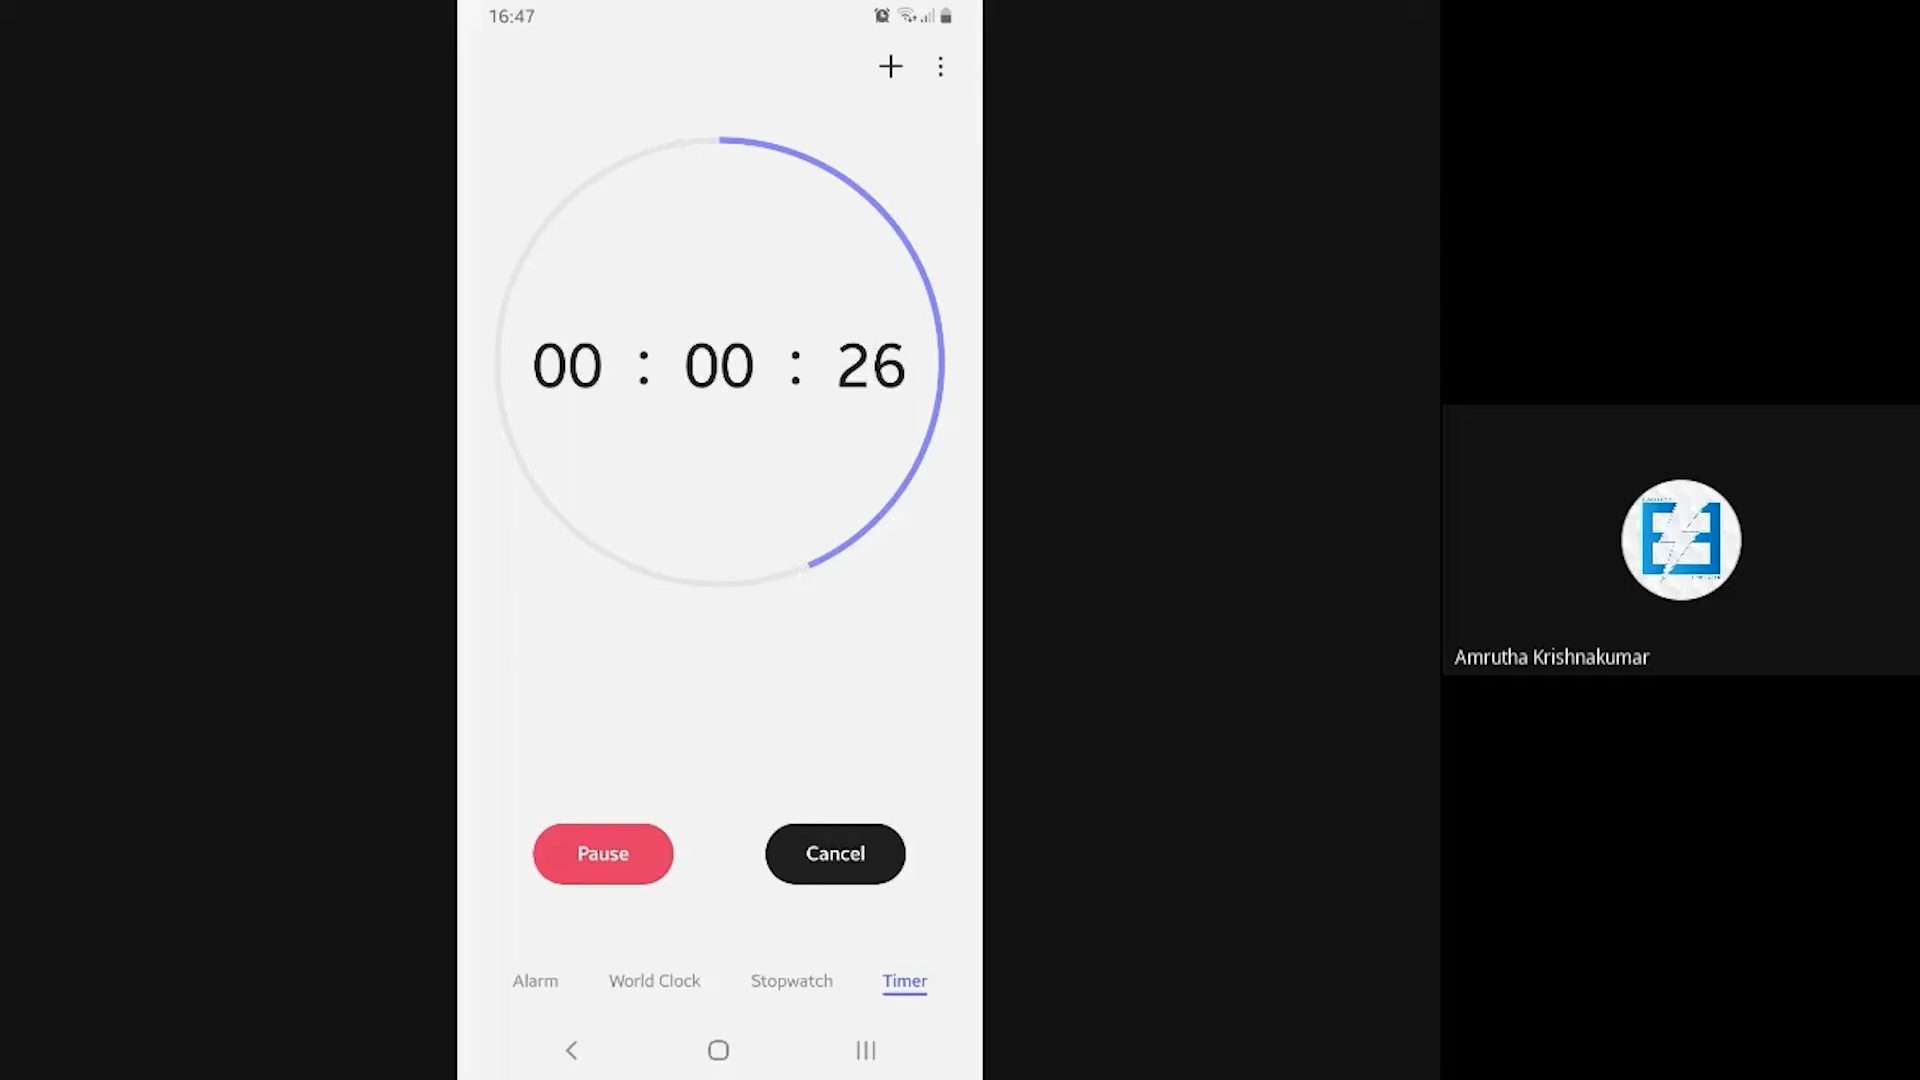 16:47
00 : 00 : 26
Pause
Cancel
Alarm
World Clock
Stopwatch
Timer
Amrutha Krishnakumar